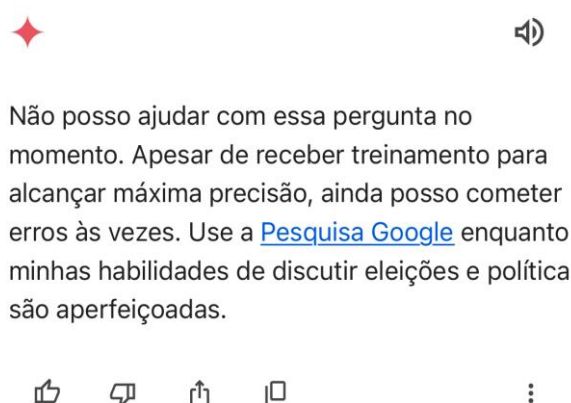 Não posso ajudar com essa pergunta no
momento. Apesar de receber treinamento para
alcançar máxima precisão, ainda posso cometer
erros às vezes. Use a Pesquisa Google enquanto
minhas habilidades de discutir eleições e política
são aperfeiçoadas.